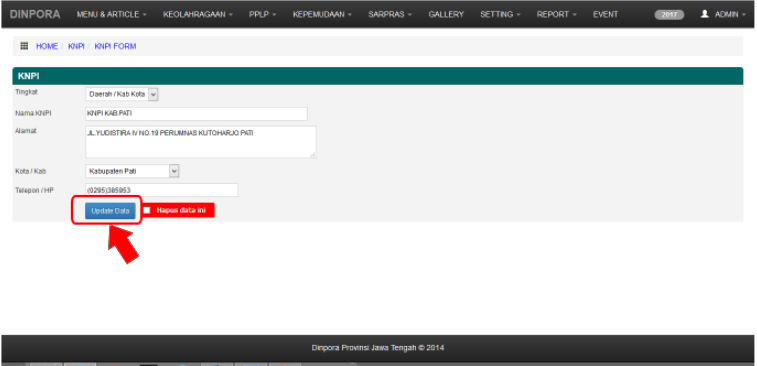 DINPORA MENU & ARTICLE KEOLAHRAGAAN PPLP KEPEMUDAAN SARPRAS GALLERY SETTING REPORT EVENT 2017 ADMIN
HOME / KNPI / KNPI FORM
KNPI
Tingkat Daerah / Kab Kota
Nama KNPI KNPI KAB.PATI
Alamat JL.YUDISTIRA IV NO.19 PERUMNAS KUTOHARJO PATI
Kota / Kab Kabupaten Pati
Telepon / HP (0295)385953
Update Data Hapus data ini
Dinpora Provinsi Jawa Tengah © 2014